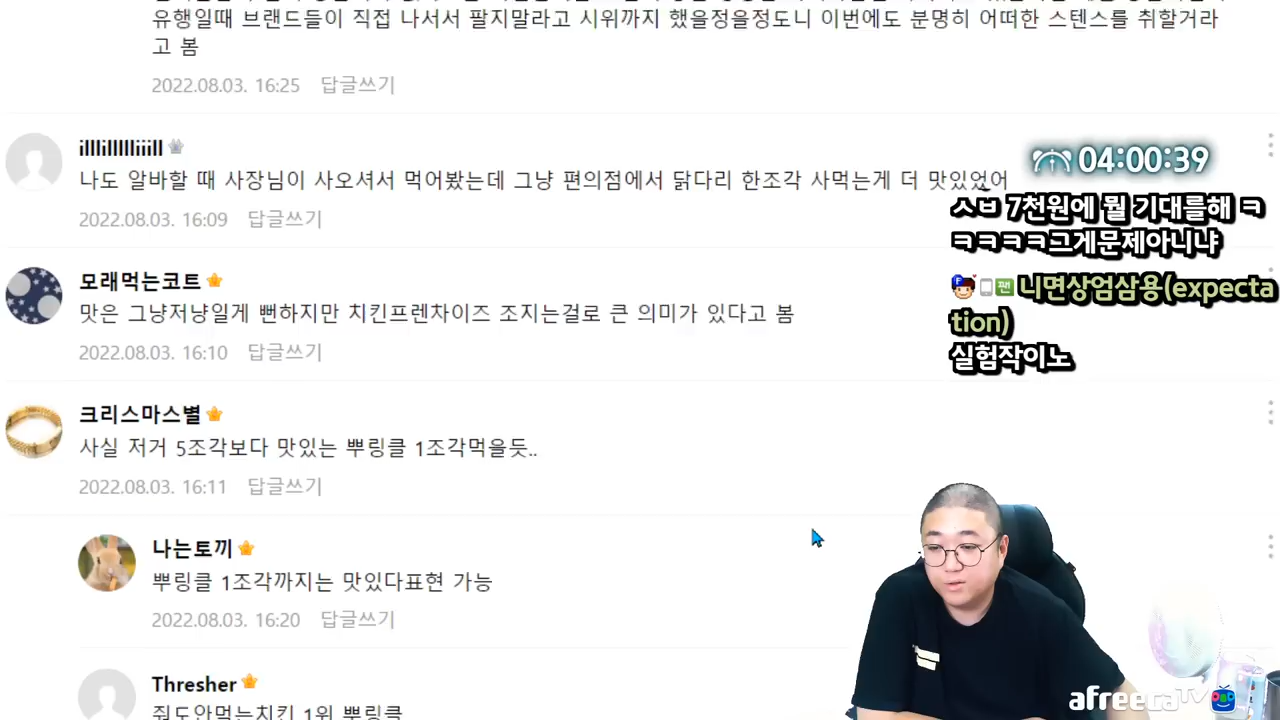 유행일때 브랜드들이 직접 나서서 팔지말라고 시위까지 했을정을정도니 이번에도 분명히 어떠한 스텐스를 취할거라
고 봄
2022.08.03. 16:25 답글쓰기
illlilllliiill
나도 알바할 때 사장님이 사오셔서 먹어봤는데 그냥 편의점에서 닭다리 한조각 사먹는게 더 맛있었어
2022.08.03. 16:09 답글쓰기
04:00:39
ㅅㅂ 7천원에 뭘 기대를해 ㅋ
ㅋㅋㅋㅋ그게문제아니냐
모래먹는코트
맛은 그냥저냥일게 뻔하지만 치킨프렌차이즈 조지는걸로 큰 의미가 있다고 봄
2022.08.03. 16:10 답글쓰기
팬 니면상엄삼용(expecta
tion)
실험작이노
크리스마스별
사실 저거 5조각보다 맛있는 뿌링클 1조각먹을듯..
2022.08.03. 16:11 답글쓰기
나는토끼
뿌링클 1조각까지는 맛있다표현 가능
2022.08.03. 16:20 답글쓰기
Thresher
줘도안먹는치킨 1위 뿌링클
afreecaTV